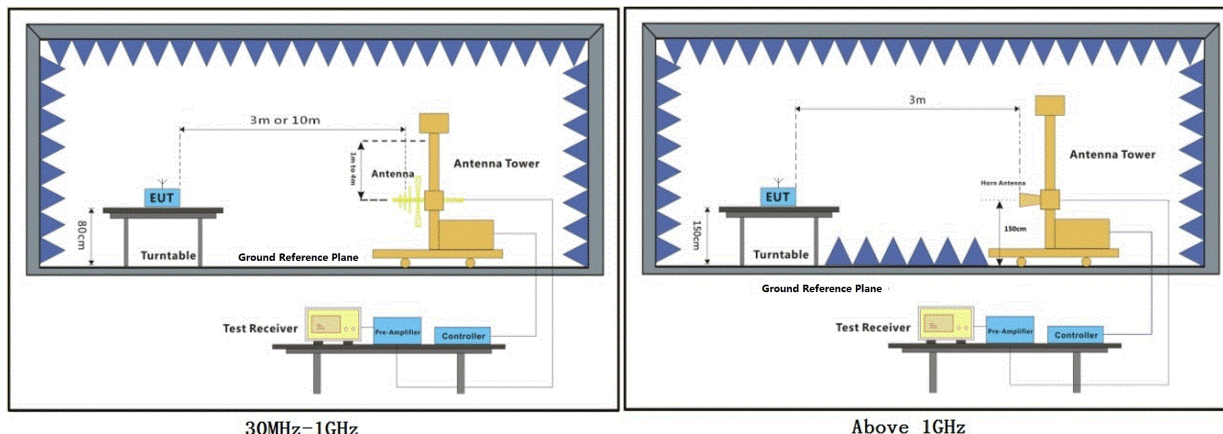 3m or 10m
1m to 4m
Antenna
Antenna Tower
EUT
80cm
Turntable
Ground Reference Plane
Test Receiver
Pre-Amplifier
Controller
30MHz-1GHz
3m
Antenna Tower
Horn Antenna
EUT
150cm
150cm
Turntable
Ground Reference Plane
Test Receiver
Pre-Amplifier
Controller
Above 1GHz